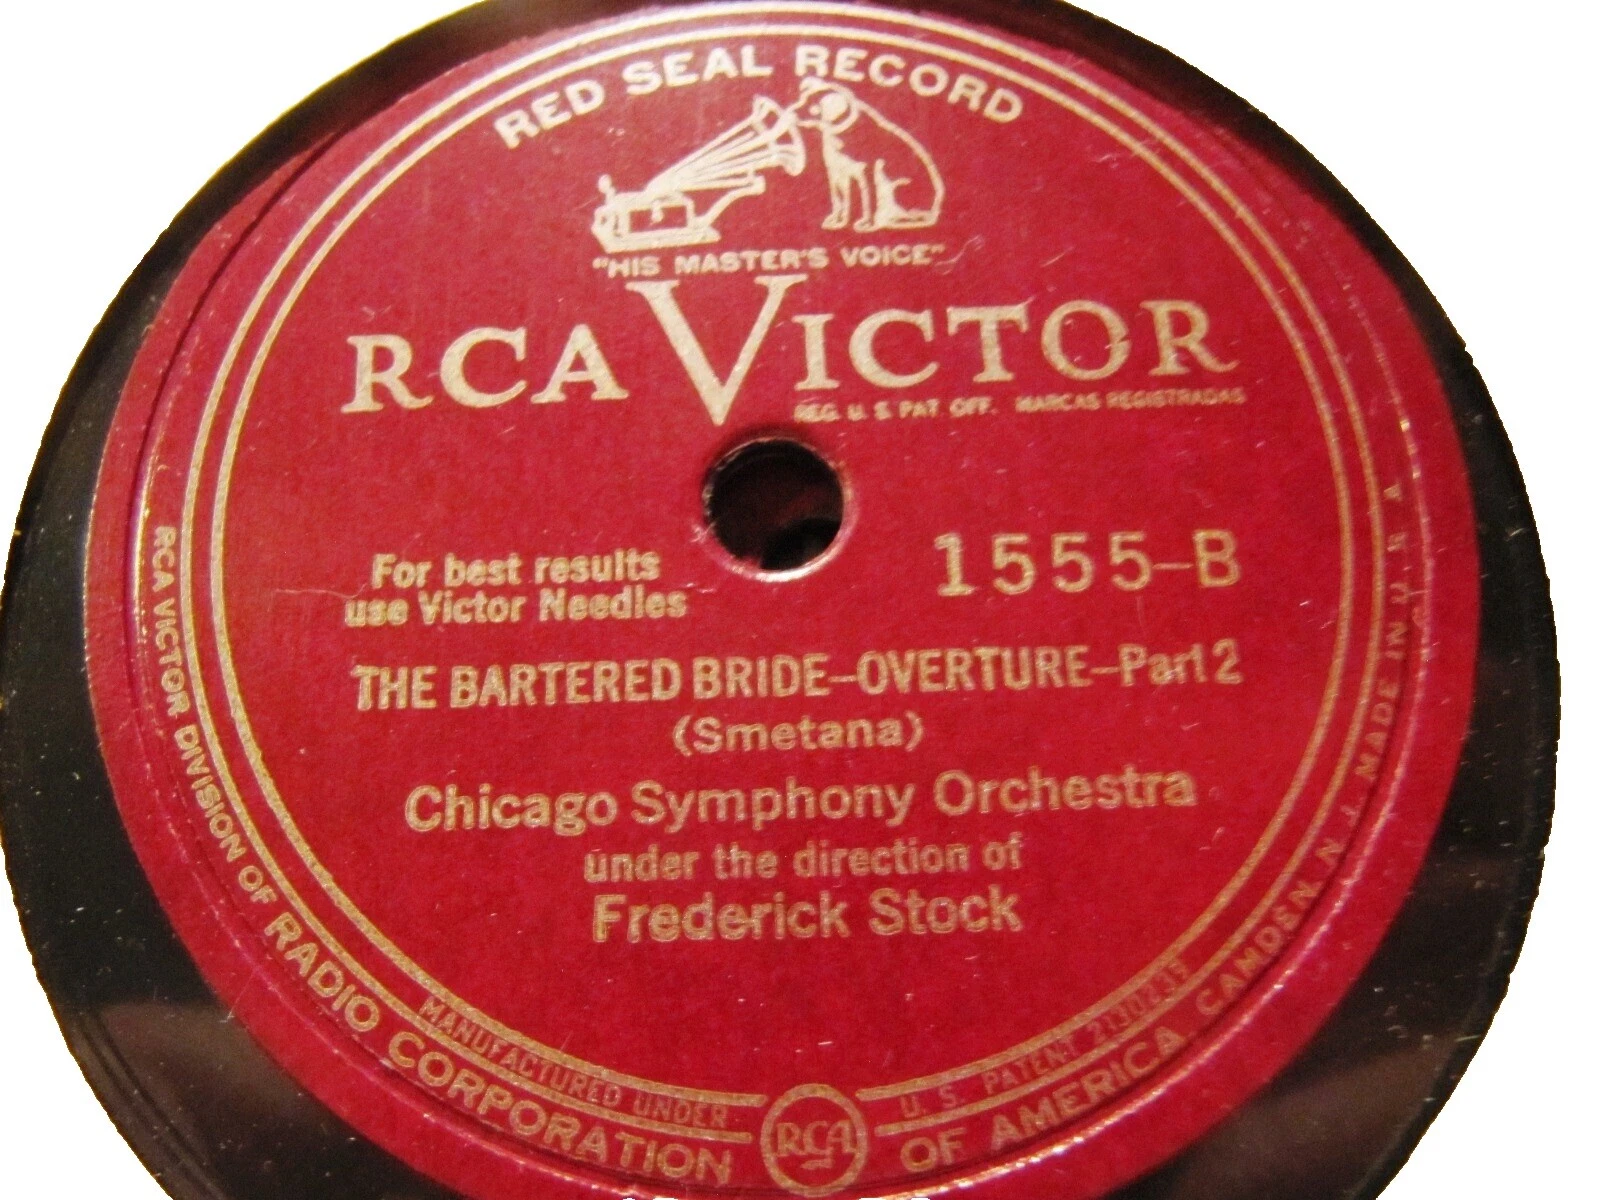 RED SEAL RECORD
"HIS MASTER'S VOICE"
RCA VICTOR
REG. U. S. PAT. OFF. MARCAS REGISTRADAS
For best results
use Victor Needles
1555-B
THE BARTERED BRIDE—OVERTURE—Part 2
(Smetana)
Chicago Symphony Orchestra
under the direction of
Frederick Stock
MANUFACTURED UNDER
U. S. PATENT 2130239
RCA VICTOR DIVISION OF RADIO CORPORATION OF AMERICA, CAMDEN, N. J. MADE IN U. S. A.
RCA